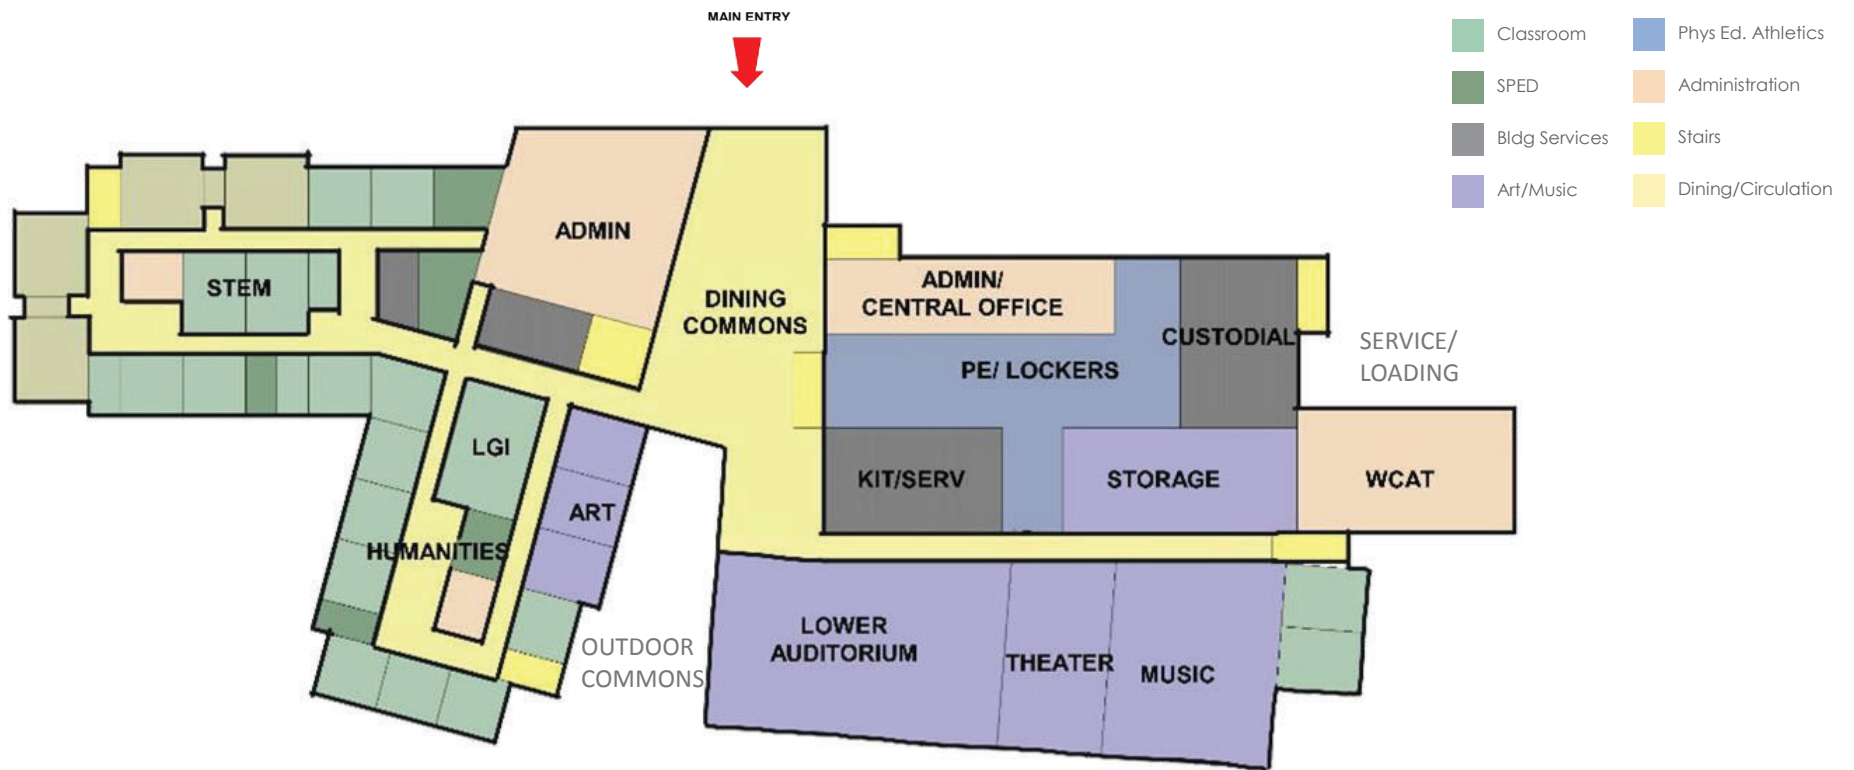 MAIN ENTRY
Classroom
Phys Ed. Athletics
SPED
Administration
Bldg Services
Stairs
Art/Music
Dining/Circulation
ADMIN
STEM
DINING
COMMONS
ADMIN/
CENTRAL OFFICE
CUSTODIAL
SERVICE/
LOADING
PE/ LOCKERS
LGI
KIT/SERV
STORAGE
WCAT
ART
HUMANITIES
OUTDOOR
COMMONS
LOWER
AUDITORIUM
THEATER
MUSIC